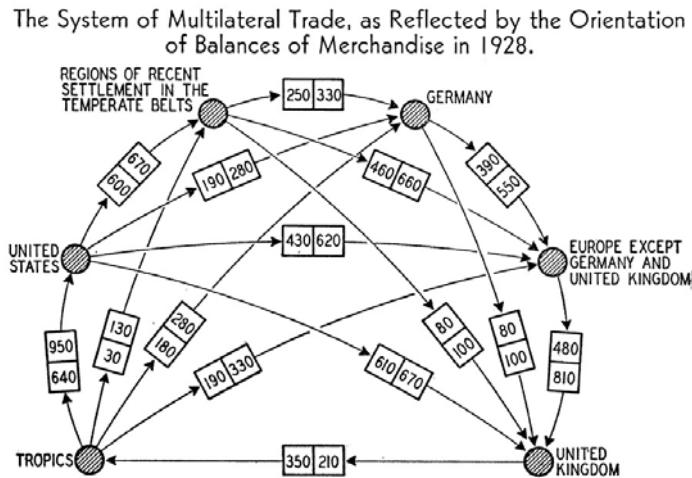 The System of Multilateral Trade, as Reflected by the Orientation
of Balances of Merchandise in 1928.
REGIONS OF RECENT
SETTLEMENT IN THE
TEMPERATE BELTS
250 330
GERMANY
670
600
190 280
460 660
390
550
UNITED
STATES
430 620
EUROPE EXCEPT
GERMANY AND
UNITED KINGDOM
950
640
130
30
280
180
190 330
610 670
80
100
80
100
480
810
TROPICS
350 210
UNITED
KINGDOM